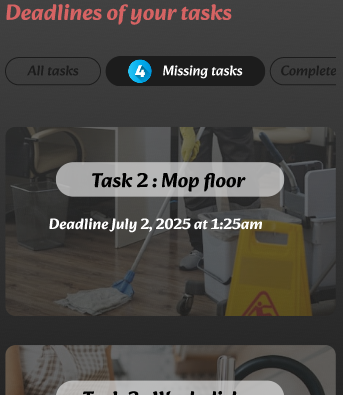 Deadlines of your tasks
All tasks
4 Missing tasks
Complete
Task 2 : Mop floor
Deadline July 2, 2025 at 1:25am